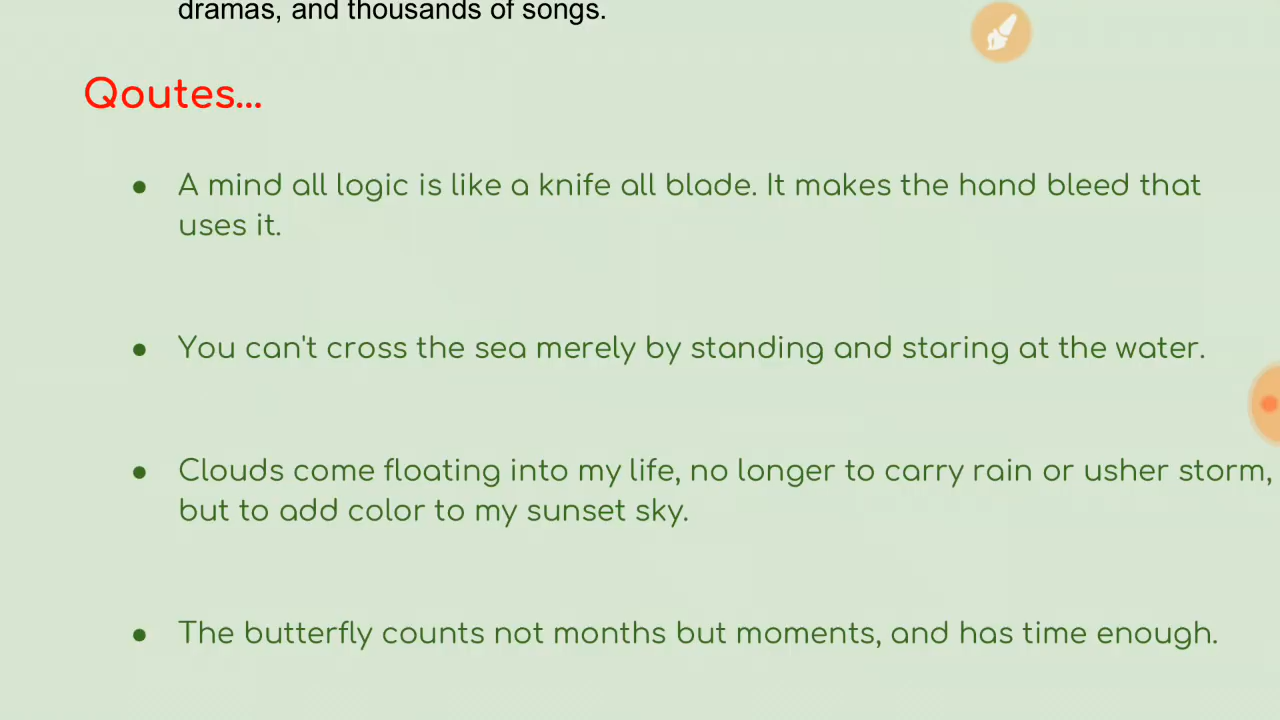 dramas, and thousands of songs.
Qoutes...
● A mind all logic is like a knife all blade. It makes the hand bleed that
uses it.
● You can't cross the sea merely by standing and staring at the water.
● Clouds come floating into my life, no longer to carry rain or usher storm,
but to add color to my sunset sky.
● The butterfly counts not months but moments, and has time enough.